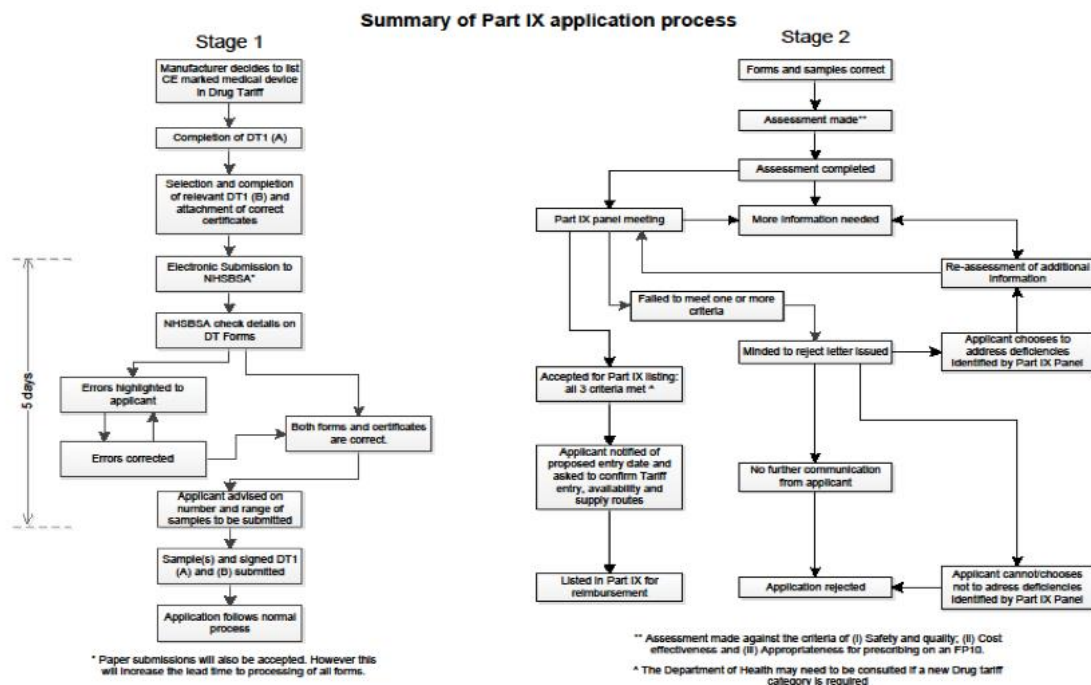 Summary of Part IX application process
Stage 1
Manufacturer decides to list
CE marked medical device
in Drug Tariff
Completion of DT1 (A)
Selection and completion
of relevant DT1 (B) and
attachment of correct
certificates
Electronic Submission to
NHSBSA*
NHSBSA check details on
DT Forms
5 days
Errors highlighted to
applicant
Both forms and certificates
are correct.
Errors corrected
Applicant advised on
number and range of
samples to be submitted
Sample(s) and signed DT1
(A) and (B) submitted
Application follows normal
process
* Paper submissions will also be accepted. However this
will increase the lead time to processing of all forms.
Stage 2
Forms and samples correct
Assessment made**
Assessment completed
Part IX panel meeting
More information needed
Re-assessment of additional
information
Failed to meet one or more
criteria
Minded to reject letter issued
Applicant chooses to
address deficiencies
identified by Part IX Panel
Accepted for Part IX listing:
all 3 criteria met ^
Applicant notified of
proposed entry date and
asked to confirm Tariff
entry, availability and
supply routes
No further communication
from applicant
Listed in Part IX for
reimbursement
Application rejected
Applicant cannot/chooses
not to adress deficiencies
identified by Part IX Panel
** Assessment made against the criteria of (i) Safety and quality; (ii) Cost
effectiveness and (iii) Appropriateness for prescribing on an FP10.
^ The Department of Health may need to be consulted if a new Drug tariff
category is required